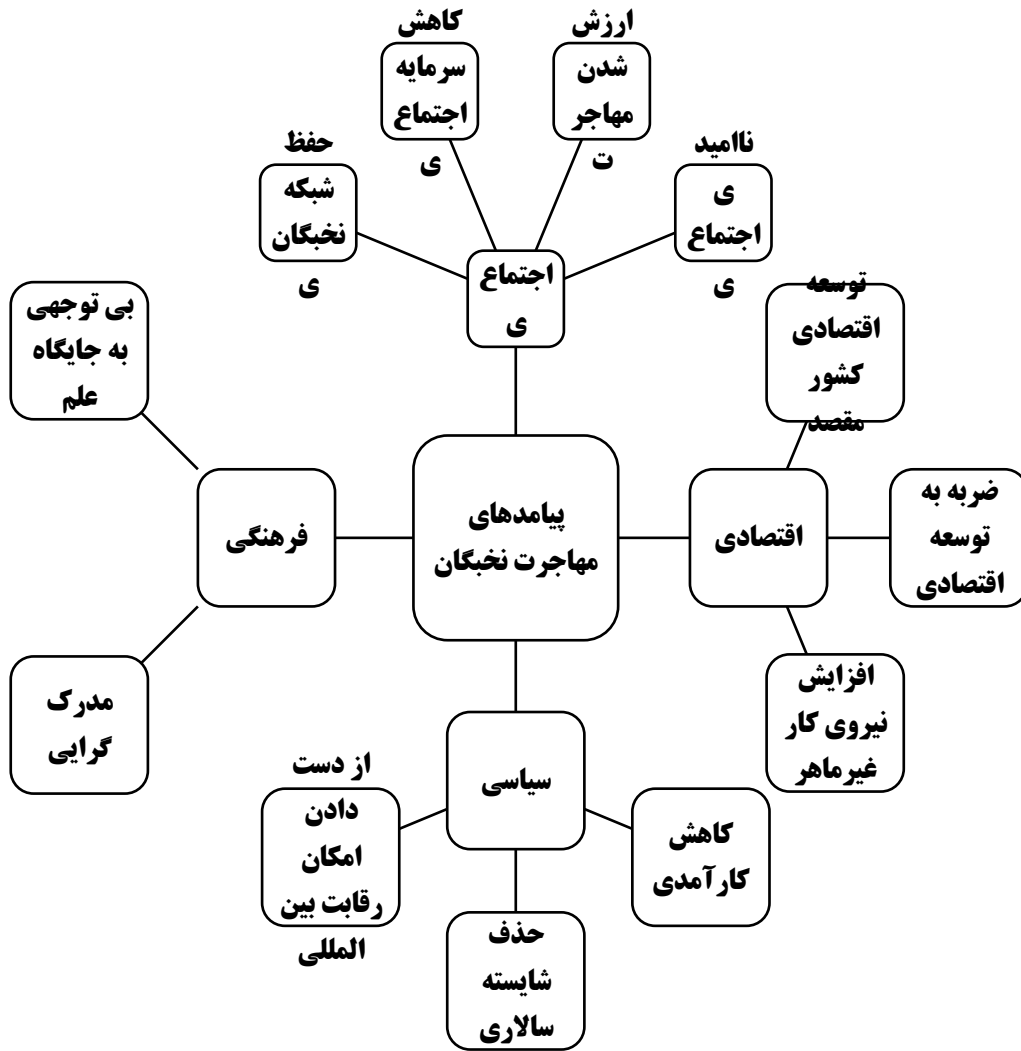 کاهش
سرمایه
اجتماع
ی
ارزش
شدن
مهاجر
ت
حفظ
شبکه
نخبگان
ی
ناامید
ی
اجتماع
ی
اجتماع
ی
توسعه
اقتصادی
کشور
مقصد
بی توجهی
به جایگاه
علم
ضربه به
توسعه
اقتصادی
اقتصادی
پیامدهای
مهاجرت نخبگان
فرهنگی
افزایش
نیروی کار
غیرماهر
مدرک
گرایی
سیاسی
از دست
دادن
امکان
رقابت بین
المللی
کاهش
کارآمدی
حذف
شایسته
سالاری